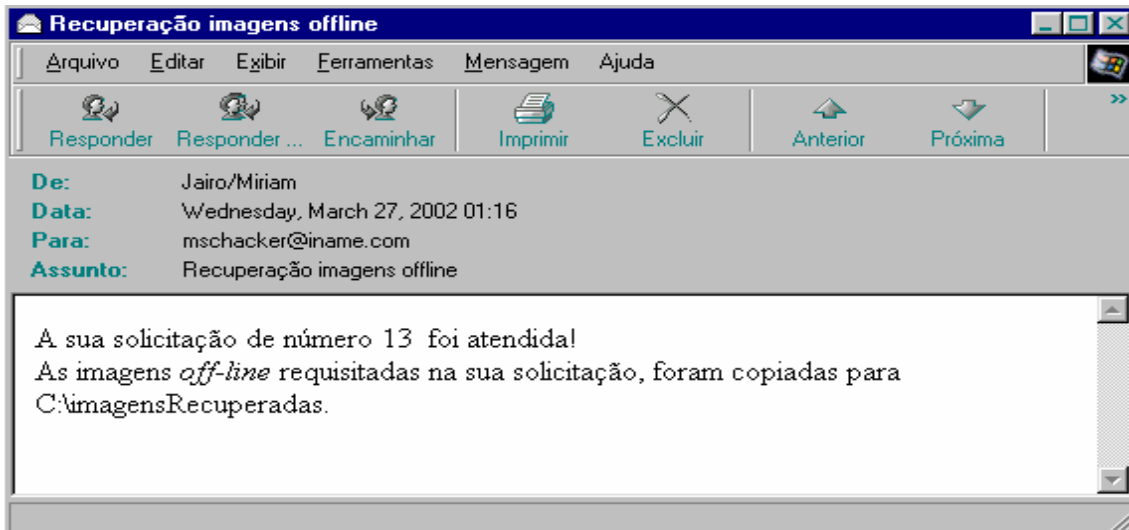 Recuperação imagens offline
Arquivo Editar Exibir Ferramentas Mensagem Ajuda
Responder Responder ... Encaminhar Imprimir Excluir Anterior Próxima »
De: Jairo/Miriam
Data: Wednesday, March 27, 2002 01:16
Para: mschacker@iname.com
Assunto: Recuperação imagens offline
A sua solicitação de número 13 foi atendida!
As imagens off-line requisitadas na sua solicitação, foram copiadas para
C:\imagensRecuperadas.